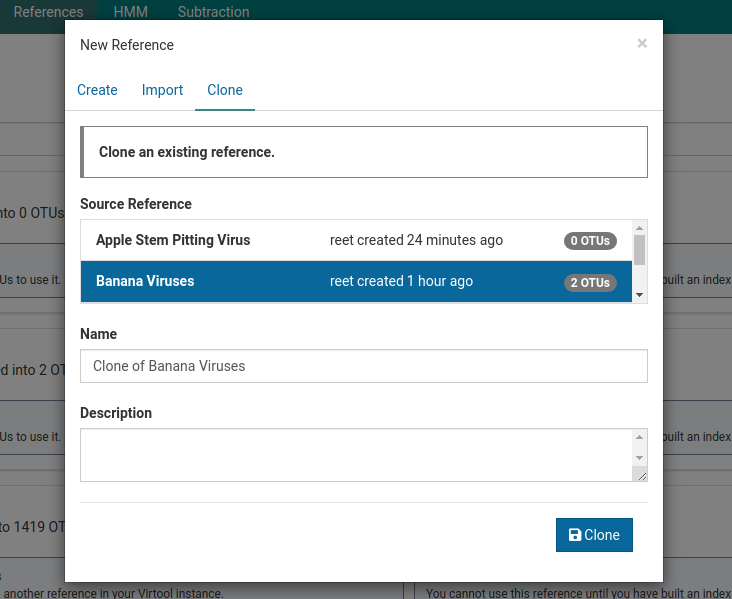 References HMM Subtraction
New Reference ×
Create Import Clone
Clone an existing reference.
nto 0 OTUs
Source Reference
Apple Stem Pitting Virus reet created 24 minutes ago 0 OTUs
Us to use it. built an index
Banana Viruses reet created 1 hour ago 2 OTUs
Name
d into 2 OT Clone of Banana Viruses
Description
Us to use it. built an index
to 1419 OT
Clone
s
another reference in your Virtool instance. You cannot use this reference until you have built an index